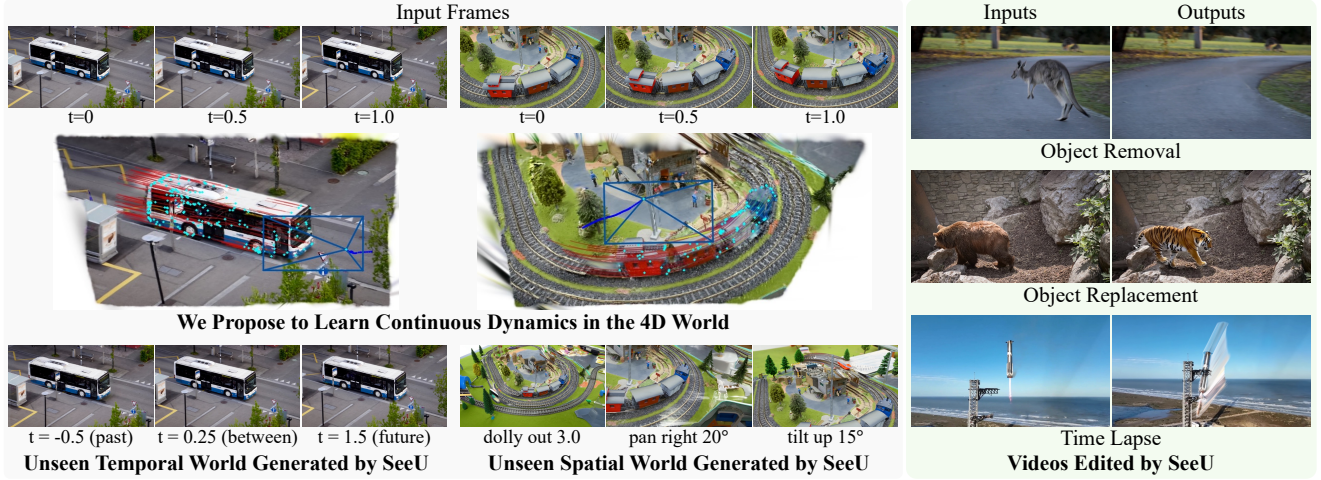 Input Frames
t=0
t=0.5
t=1.0
t=0
t=0.5
t=1.0
We Propose to Learn Continuous Dynamics in the 4D World
t = -0.5 (past)
t = 0.25 (between)
t = 1.5 (future)
Unseen Temporal World Generated by SeeU
dolly out 3.0
pan right 20°
tilt up 15°
Unseen Spatial World Generated by SeeU
Inputs
Outputs
Object Removal
Object Replacement
Time Lapse
Videos Edited by SeeU